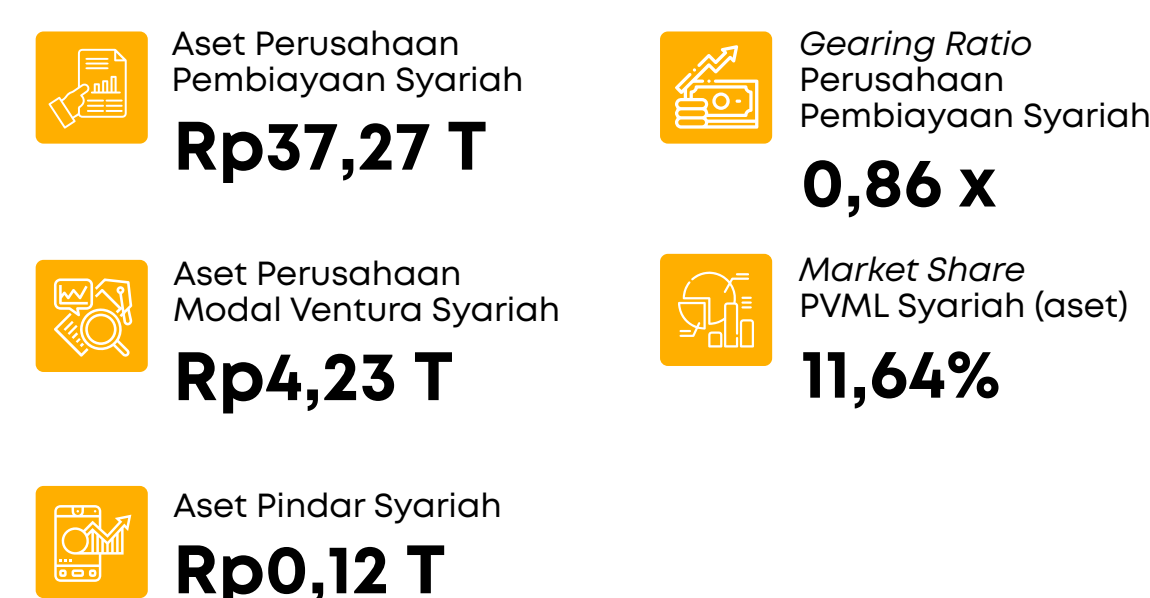 Aset Perusahaan
Pembiayaan Syariah
Rp37,27 T
Aset Perusahaan
Modal Ventura Syariah
Rp4,23 T
Aset Pindar Syariah
Rp0,12 T
Gearing Ratio
Perusahaan
Pembiayaan Syariah
0,86 x
Market Share
PVML Syariah (aset)
11,64%